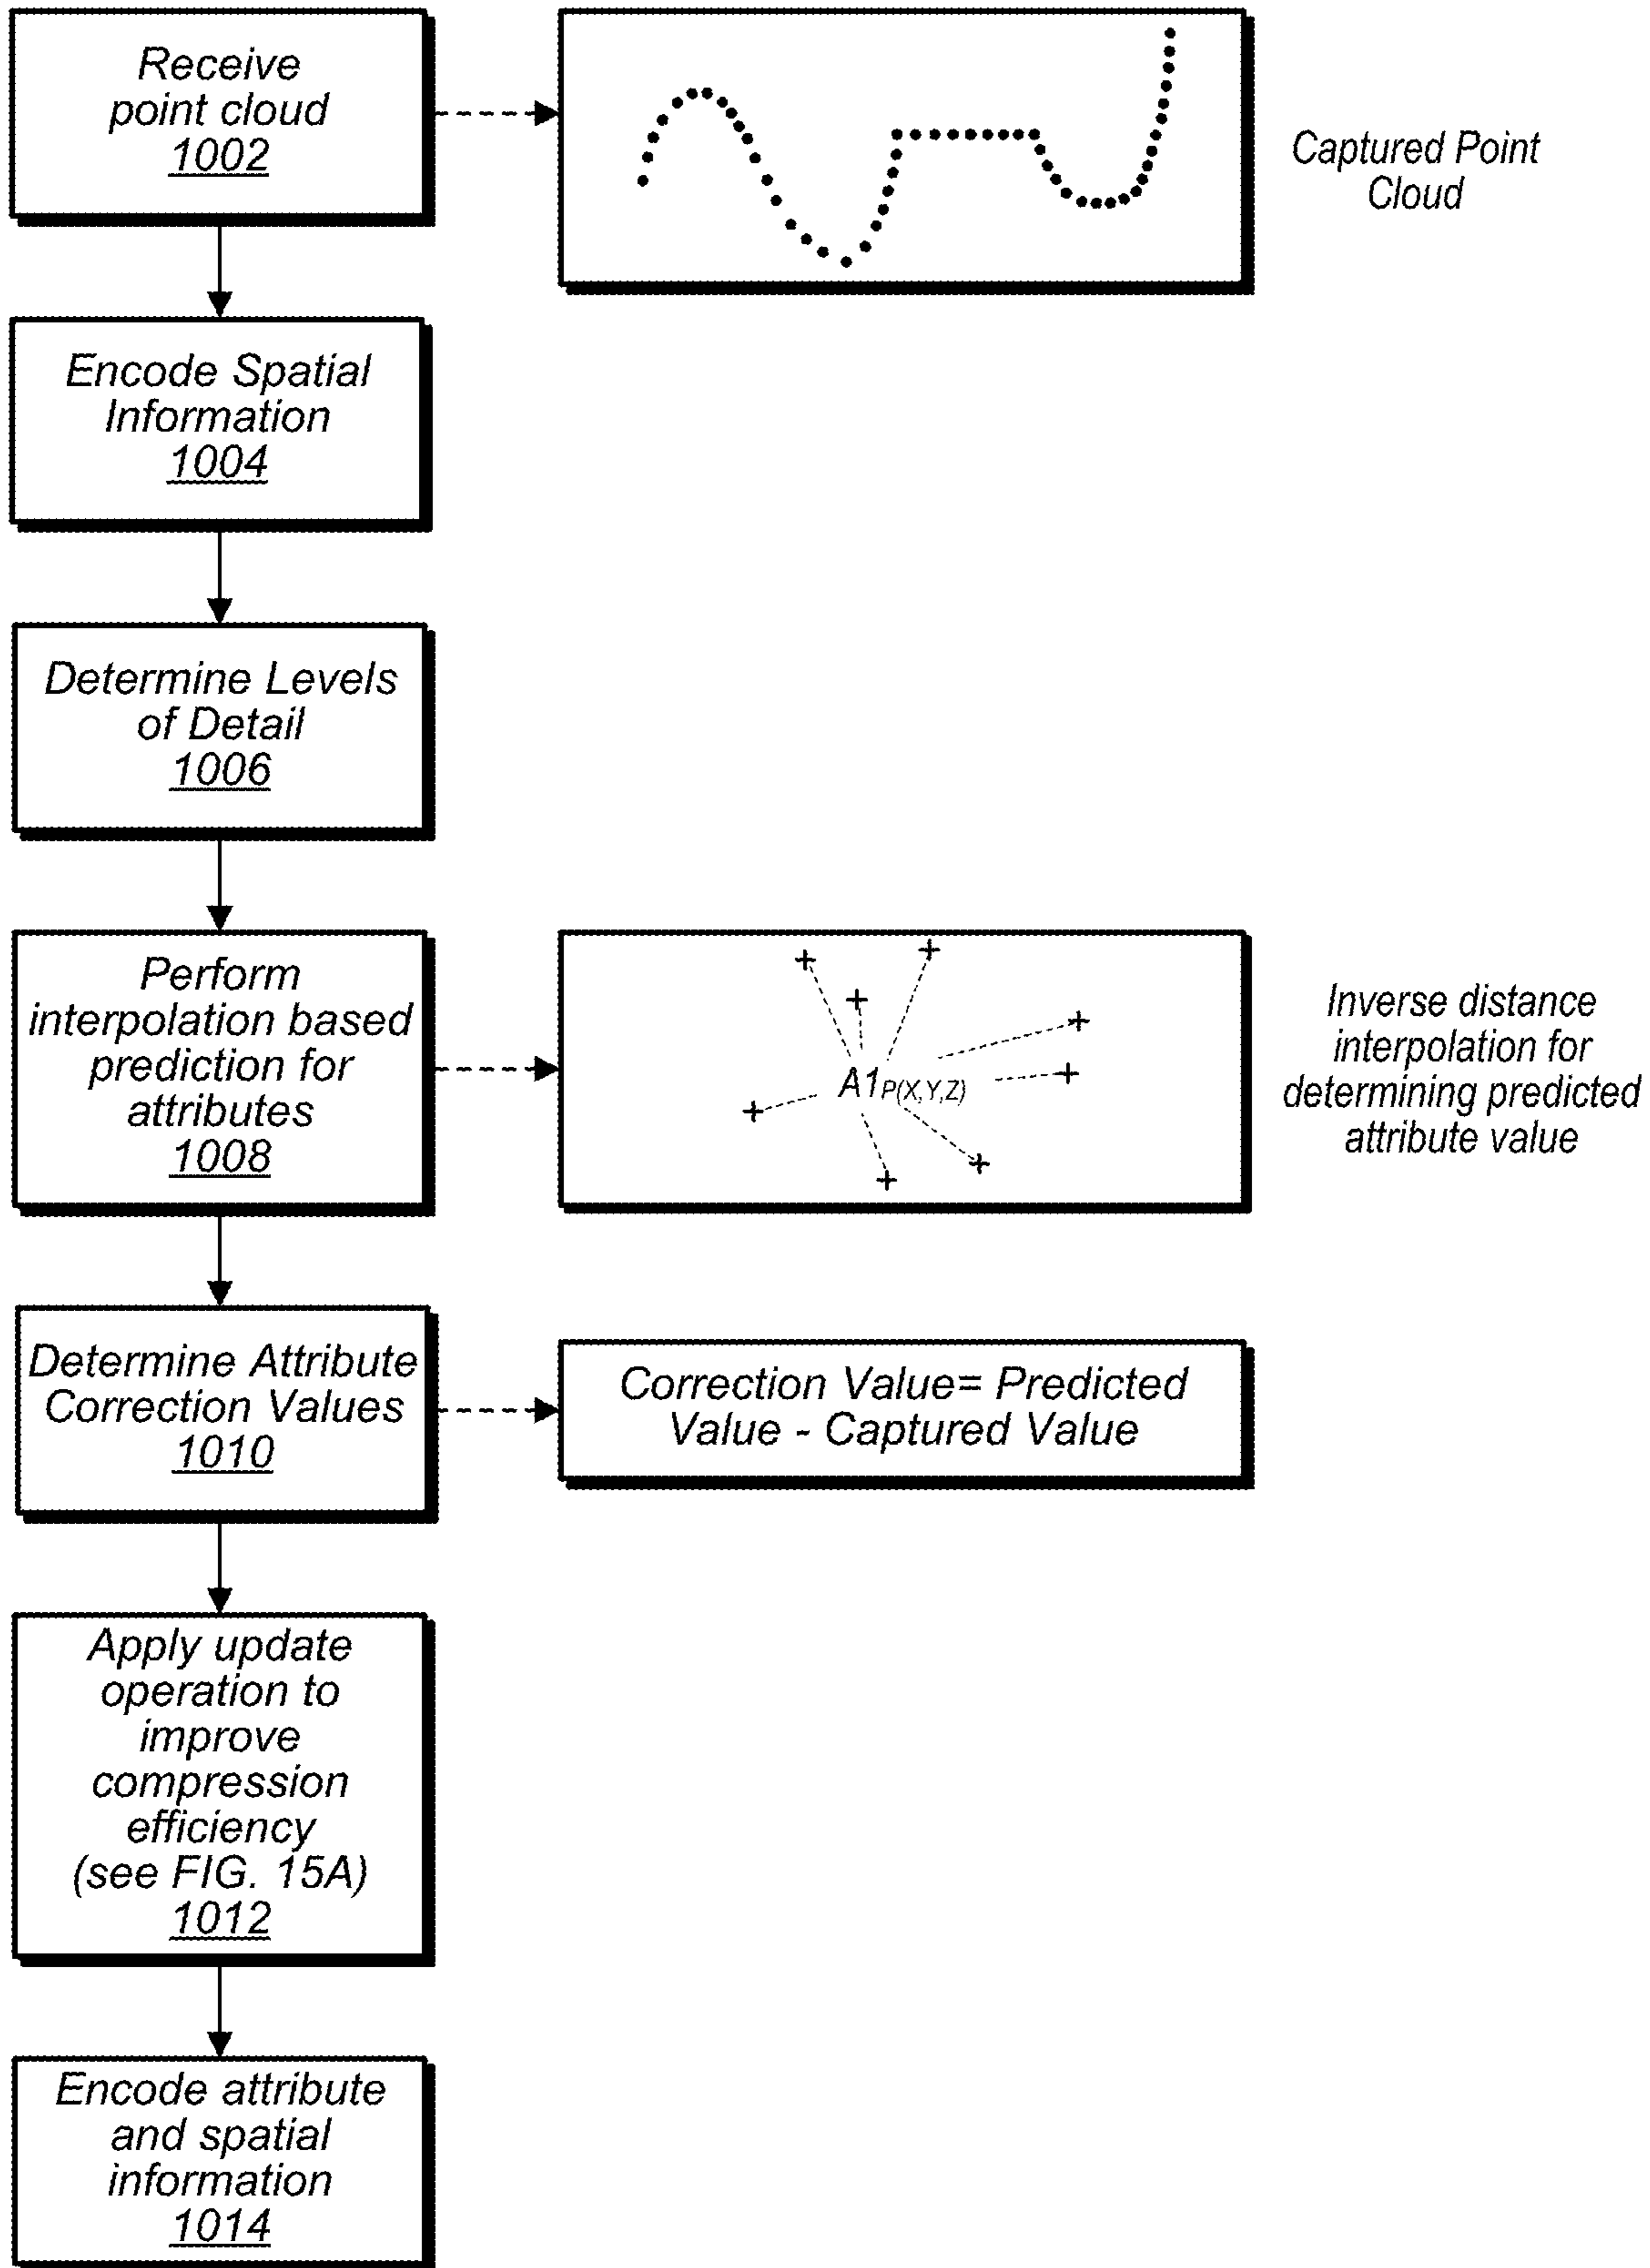 Receive
point cloud
1002
Captured Point
Cloud
Encode Spatial
Information
1004
Determine Levels
of Detail
1006
Perform
interpolation based
prediction for
attributes
1008
A1P(X,Y,Z)
Inverse distance
interpolation for
determining predicted
attribute value
Determine Attribute
Correction Values
1010
Correction Value= Predicted
Value - Captured Value
Apply update
operation to
improve
compression
efficiency
(see FIG. 15A)
1012
Encode attribute
and spatial
information
1014